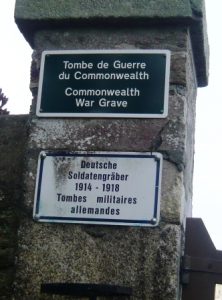 Tombe de Guerre
du Commonwealth
Commonwealth
War Grave
Deutsche
Soldatengräber
1914 - 1918
Tombes militaires
allemandes